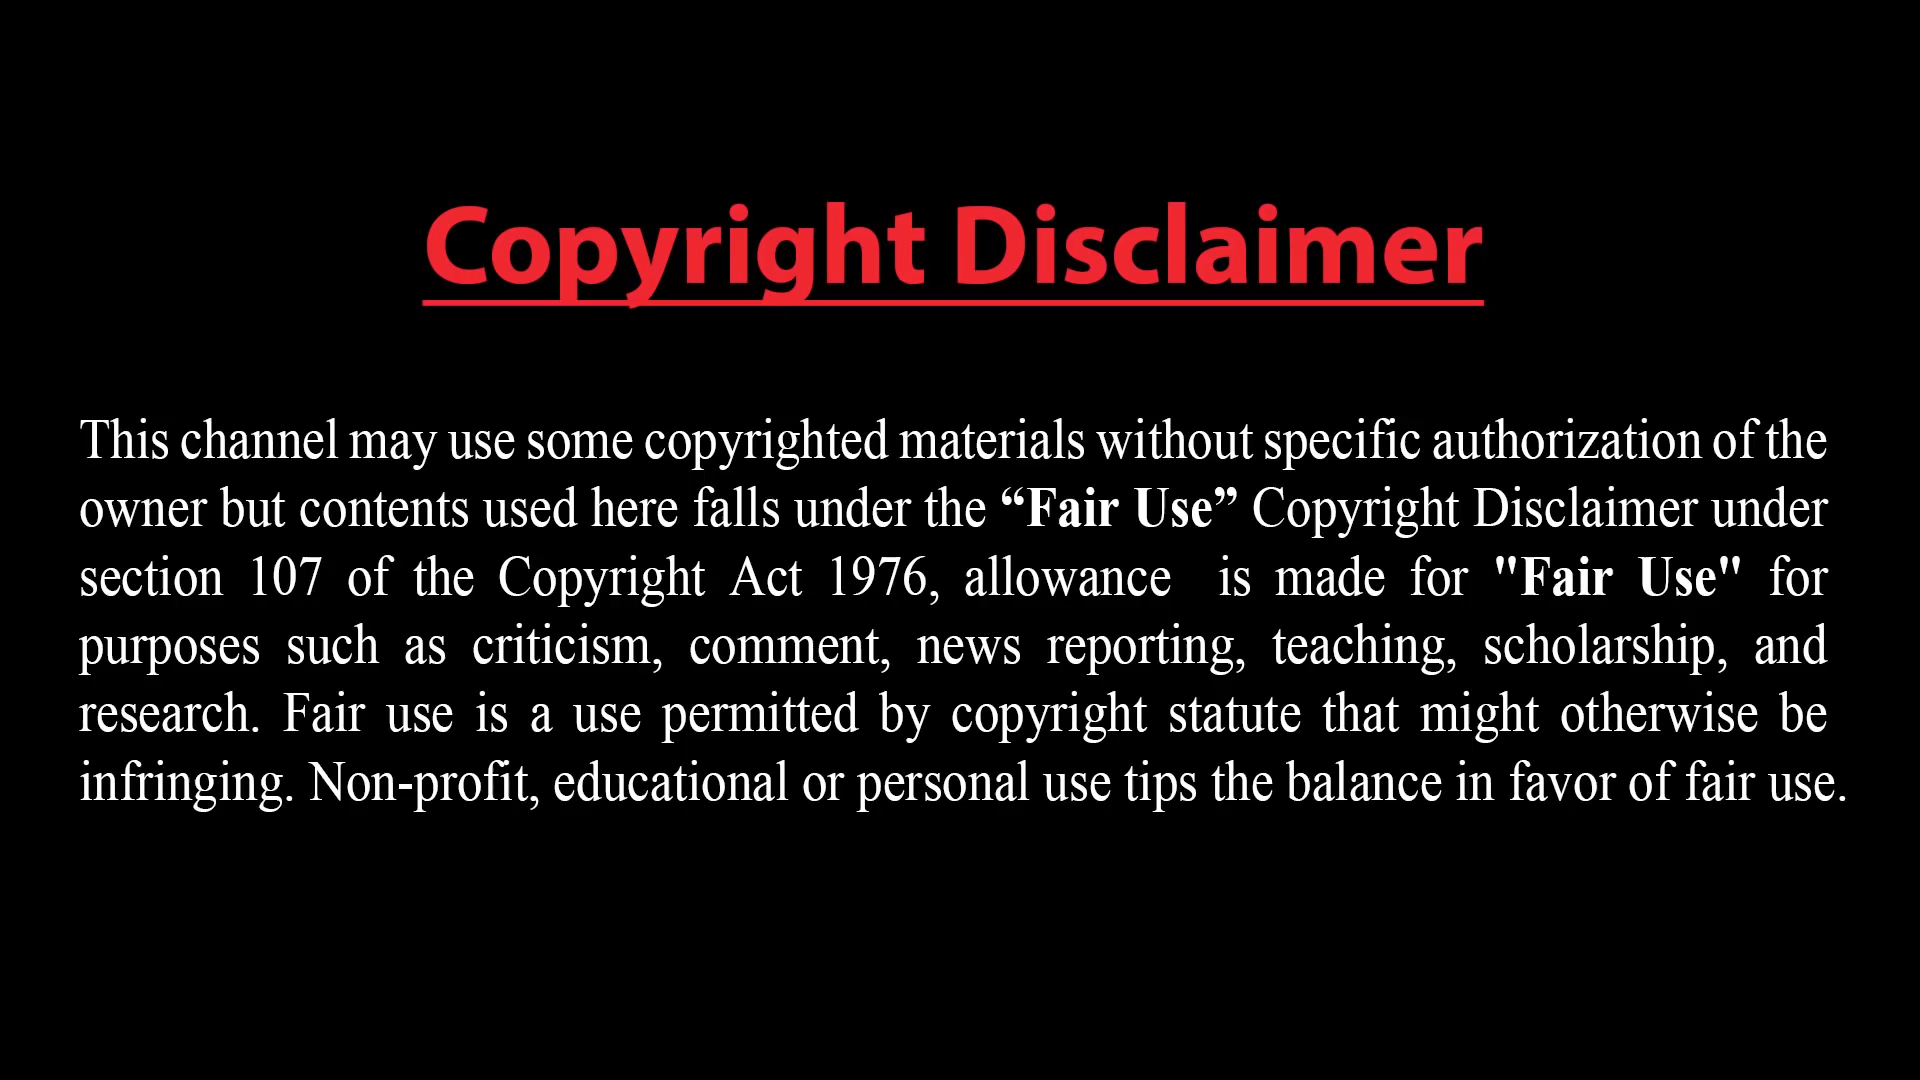 Copyright Disclaimer
This channel may use some copyrighted materials without specific authorization of the
owner but contents used here falls under the “Fair Use” Copyright Disclaimer under
section 107 of the Copyright Act 1976, allowance  is made for "Fair Use" for
purposes such as criticism, comment, news reporting, teaching, scholarship, and
research. Fair use is a use permitted by copyright statute that might otherwise be
infringing. Non-profit, educational or personal use tips the balance in favor of fair use.